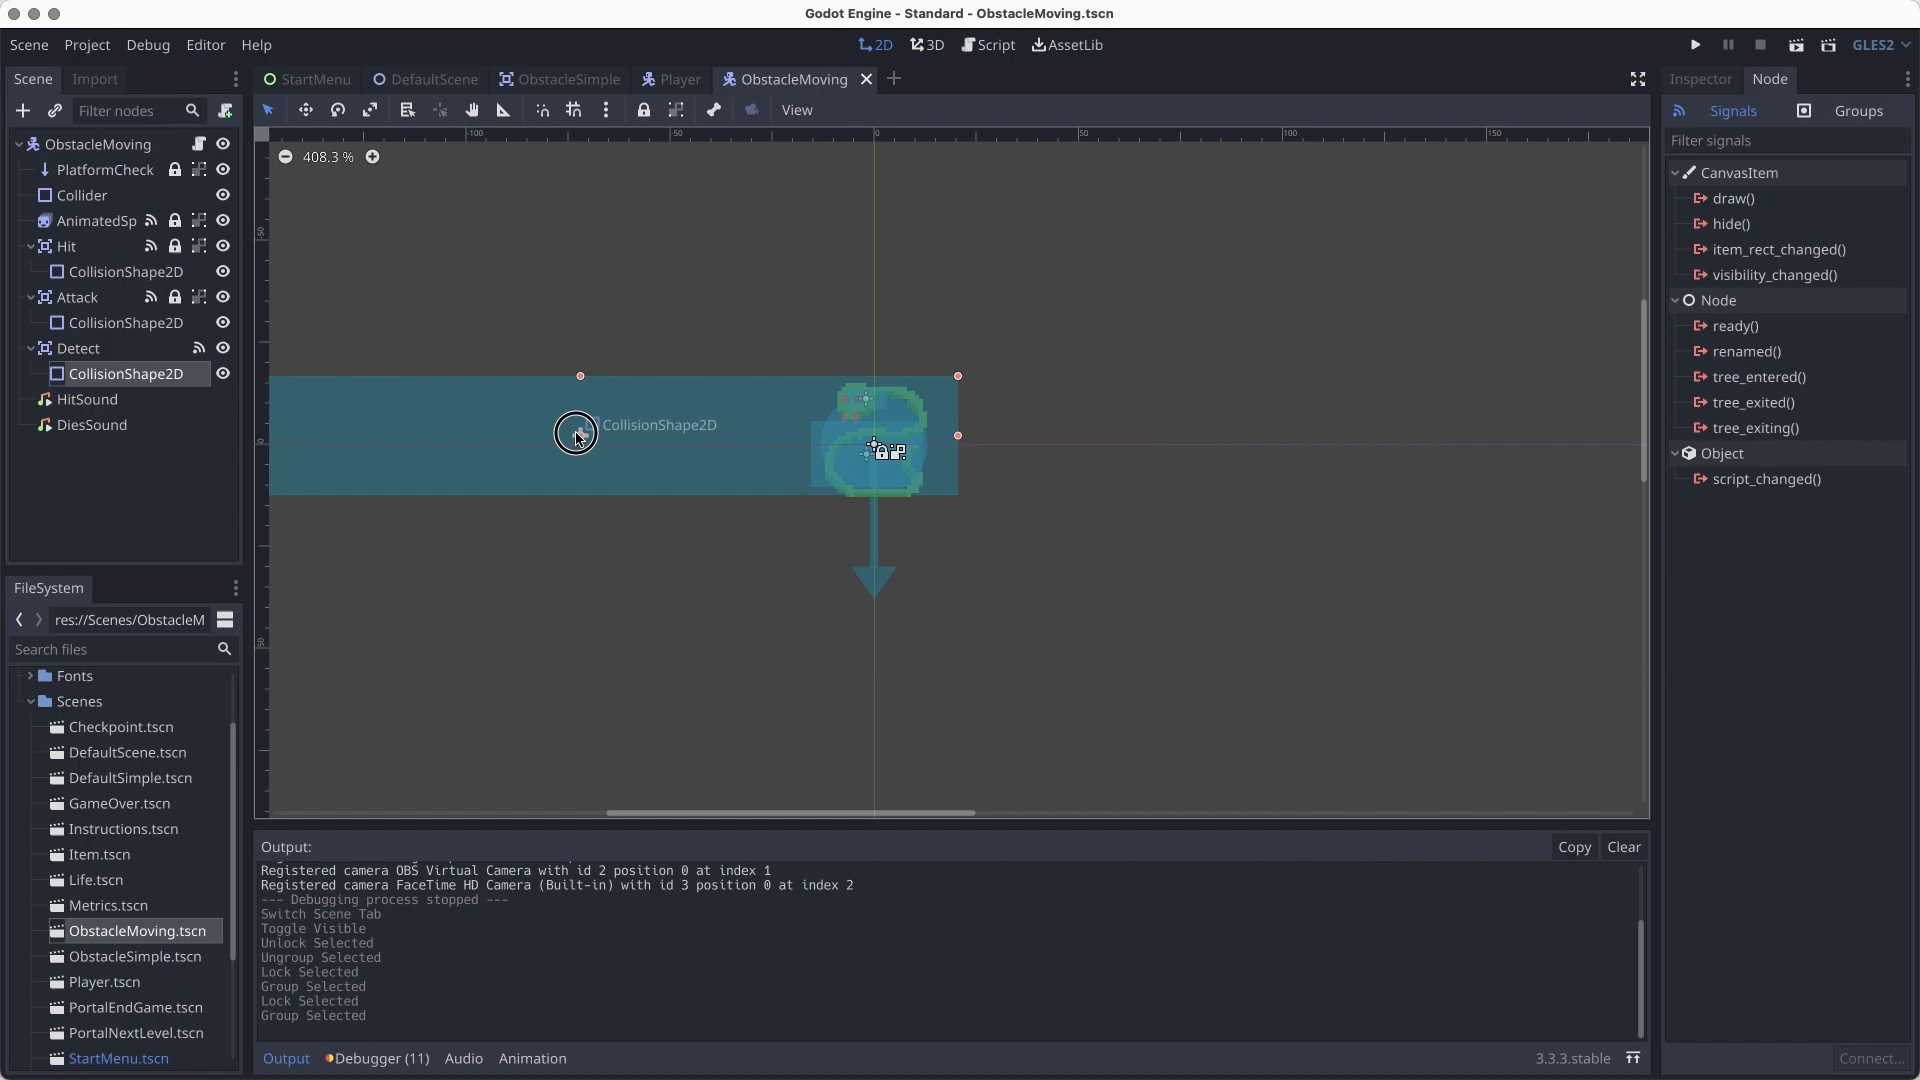 Godot Engine - Standard - ObstacleMoving.tscn
Scene Project Debug Editor Help
2D 3D Script AssetLib
GLES2
Scene Import
StartMenu DefaultScene ObstacleSimple Player ObstacleMoving
Inspector Node
Filter nodes
View
Signals Groups
Filter signals
ObstacleMoving
PlatformCheck
Collider
AnimatedSp
Hit
CollisionShape2D
Attack
CollisionShape2D
Detect
CollisionShape2D
HitSound
DiesSound
-100 -50 0 50 100 150
408.3 %
CollisionShape2D
CanvasItem
draw()
hide()
item_rect_changed()
visibility_changed()
Node
ready()
renamed()
tree_entered()
tree_exited()
tree_exiting()
Object
script_changed()
FileSystem
res://Scenes/ObstacleM
Search files
Fonts
Scenes
Checkpoint.tscn
DefaultScene.tscn
DefaultSimple.tscn
GameOver.tscn
Instructions.tscn
Item.tscn
Life.tscn
Metrics.tscn
ObstacleMoving.tscn
ObstacleSimple.tscn
Player.tscn
PortalEndGame.tscn
PortalNextLevel.tscn
StartMenu.tscn
Output:
Copy Clear
Registered camera OBS Virtual Camera with id 2 position 0 at index 1
Registered camera FaceTime HD Camera (Built-in) with id 3 position 0 at index 2
--- Debugging process stopped ---
Switch Scene Tab
Toggle Visible
Unlock Selected
Ungroup Selected
Lock Selected
Group Selected
Lock Selected
Group Selected
Output Debugger (11) Audio Animation
3.3.3.stable
Connect...